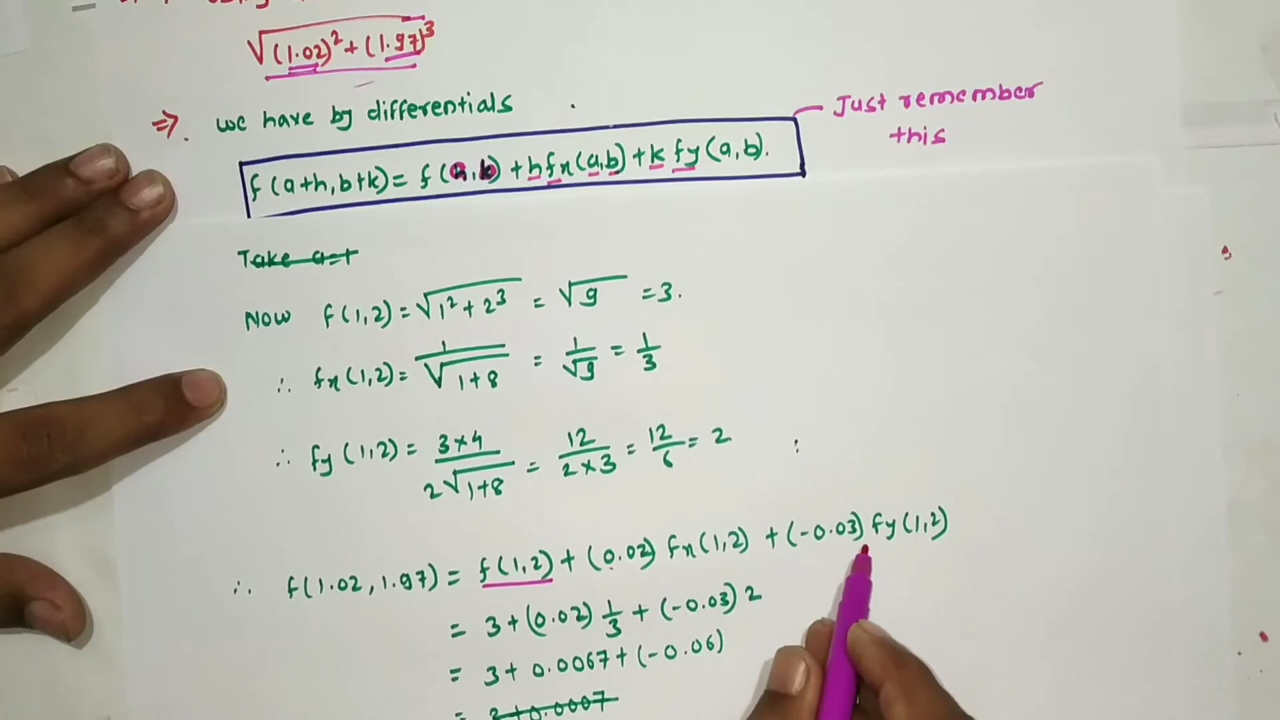 √(1.02)² + (1.97)³
⇒. we have by differentials
Just remember
this
f(a+h, b+k) = f(h, k) + h fx(a,b) + k fy(a,b).
Take a=1
Now f(1,2) = √1² + 2³ = √9 = 3.
∴ fx(1,2) = 1/√1+8 = 1/√9 = 1/3
∴ fy(1,2) = 3×4/2√1+8 = 12/2×3 = 12/6 = 2
∴ f(1.02, 1.97) = f(1,2) + (0.02) fx(1,2) + (-0.03) fy(1,2)
= 3 + (0.02) 1/3 + (-0.03) 2
= 3 + 0.0067 + (-0.06)
= 3+0.0007